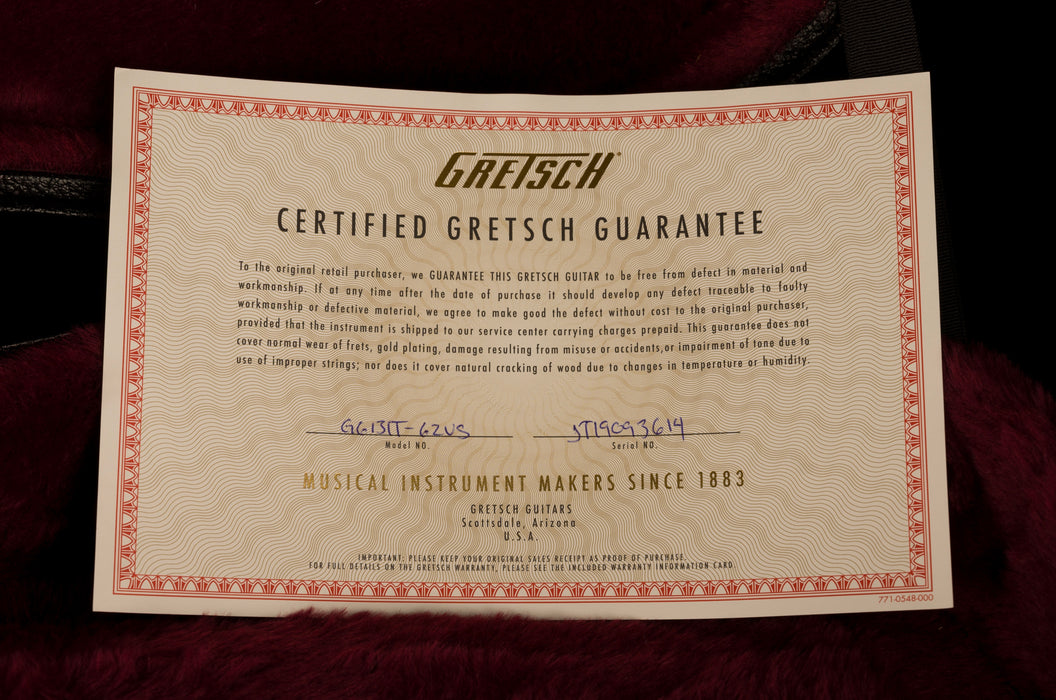 GRETSCH®
CERTIFIED GRETSCH GUARANTEE
To the original retail purchaser, we GUARANTEE THIS GRETSCH GUITAR to be free from defect in material and
workmanship. If at any time after the date of purchase it should develop any defect traceable to faulty
workmanship or defective material, we agree to make good the defect without cost to the original purchaser,
provided that the instrument is shipped to our service center carrying charges prepaid. This guarantee does not
cover normal wear of frets, gold plating, damage resulting from misuse or accidents,or impairment of tone due to
use of improper strings; nor does it cover natural cracking of wood due to changes in temperature or humidity.
G6131T-62VS JT19093619
Model NO. Serial NO.
MUSICAL INSTRUMENT MAKERS SINCE 1883
GRETSCH GUITARS
Scottsdale, Arizona
U.S.A.
IMPORTANT: PLEASE KEEP YOUR ORIGINAL SALES RECEIPT AS PROOF OF PURCHASE.
FOR FULL DETAILS ON THE GRETSCH WARRANTY, PLEASE SEE THE INCLUDED WARRANTY INFORMATION CARD.
771-0548-000